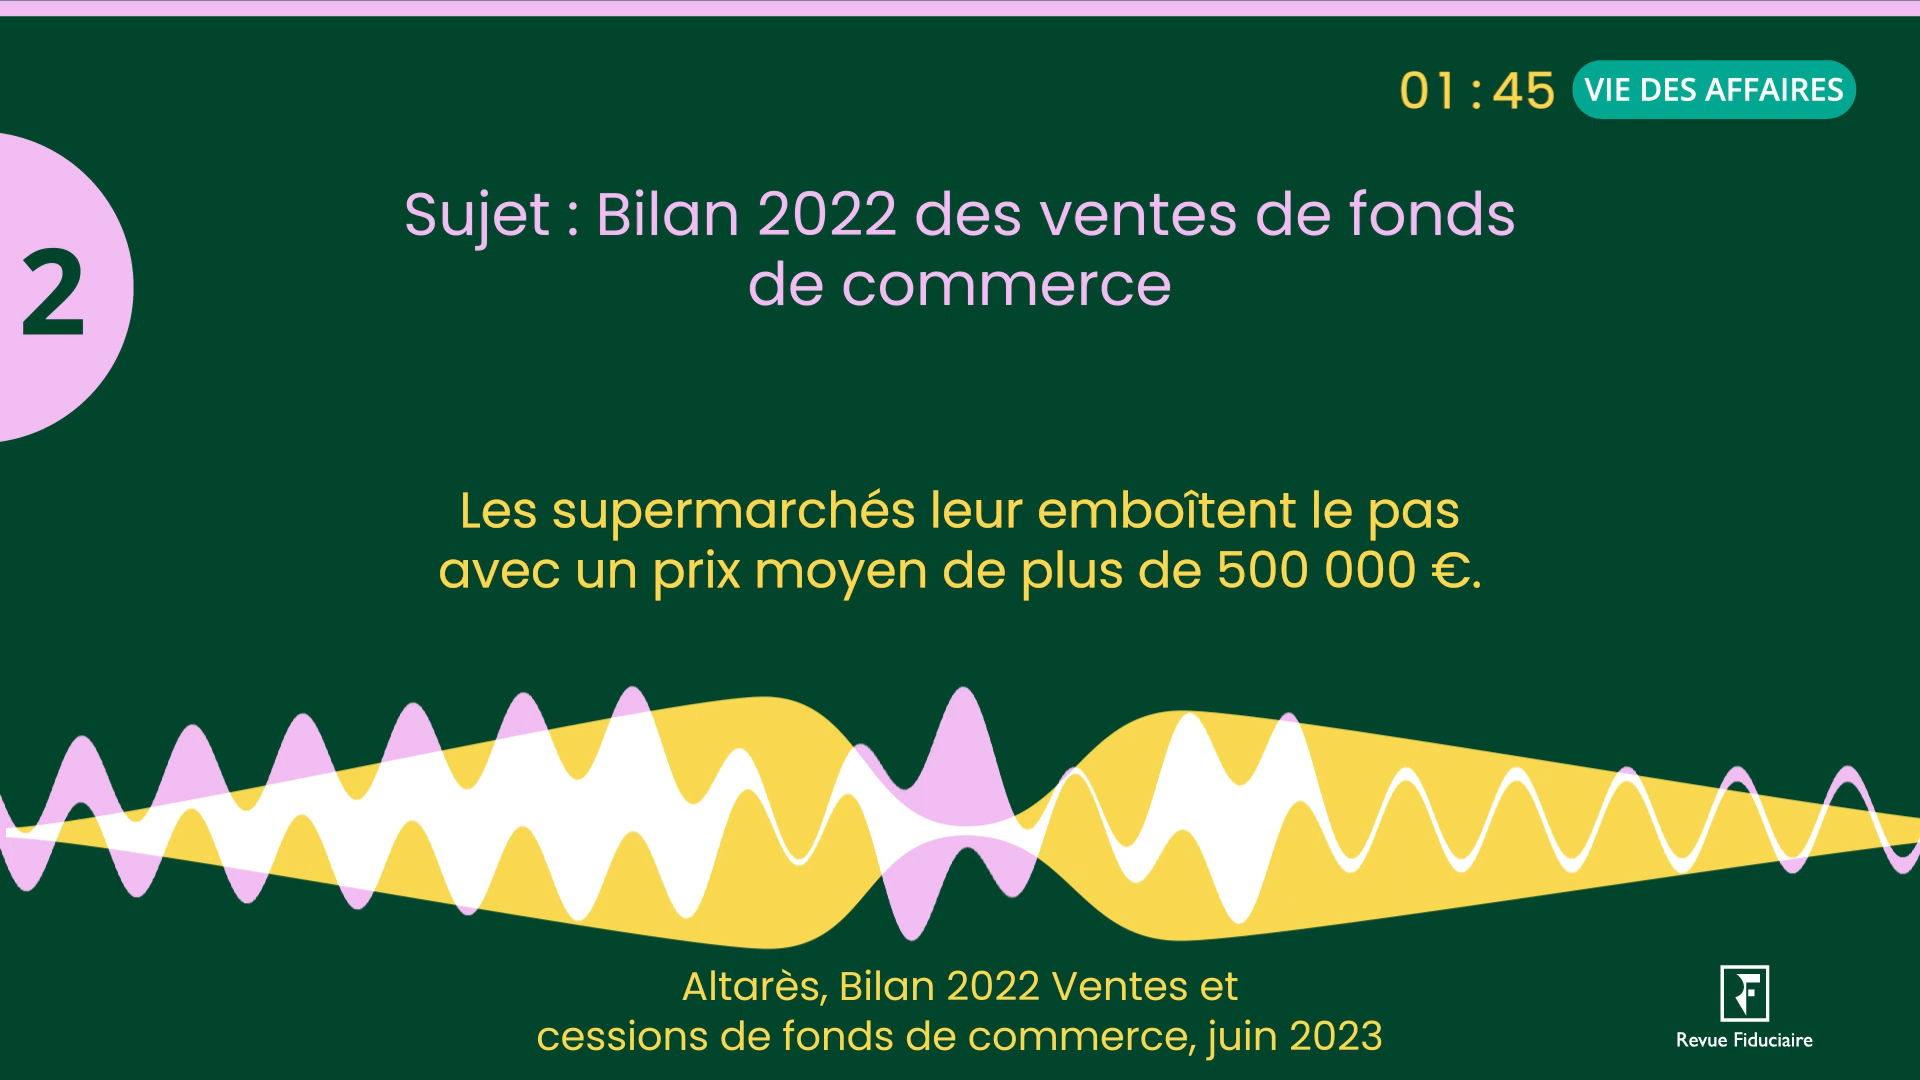 01:45 VIE DES AFFAIRES
2
Sujet : Bilan 2022 des ventes de fonds
de commerce
Les supermarchés leur emboîtent le pas
avec un prix moyen de plus de 500 000 €.
Altarès, Bilan 2022 Ventes et
cessions de fonds de commerce, juin 2023
Revue Fiduciaire